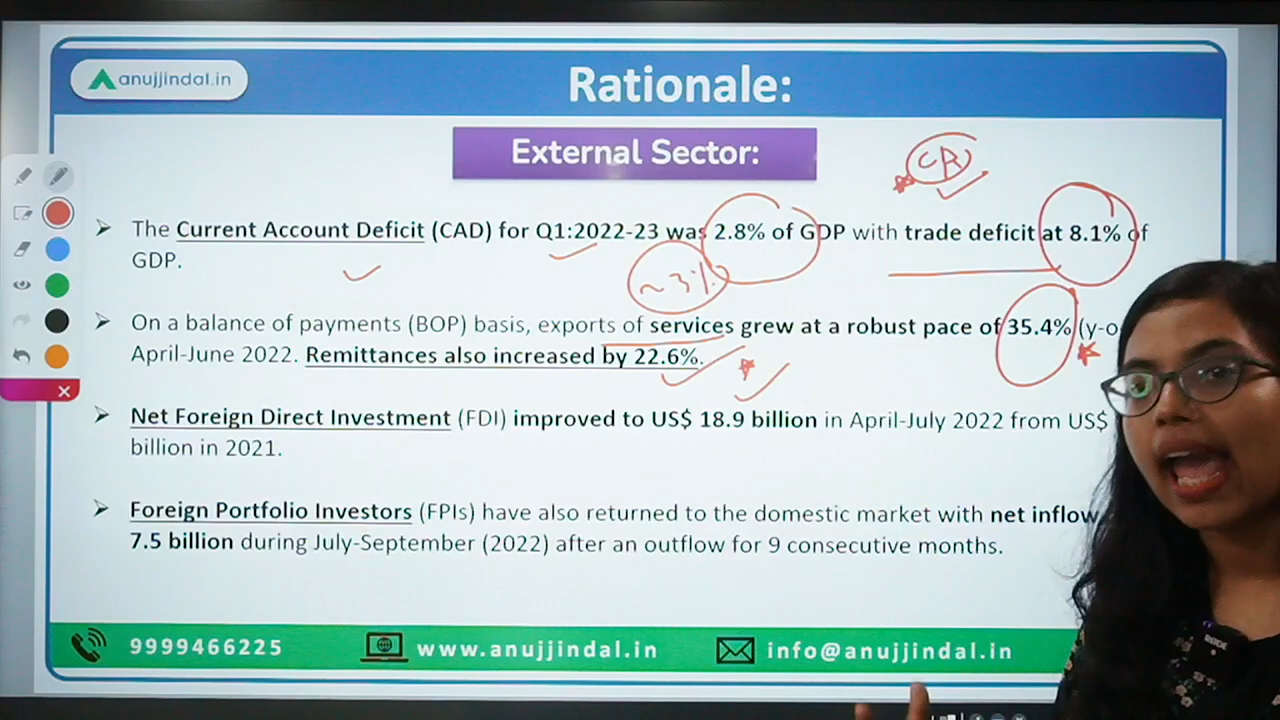 anujjindal.in
Rationale:
External Sector:
CAD
➤ The Current Account Deficit (CAD) for Q1:2022-23 was 2.8% of GDP with trade deficit at 8.1% of
GDP.
~3%
➤ On a balance of payments (BOP) basis, exports of services grew at a robust pace of 35.4% (y-o
April-June 2022. Remittances also increased by 22.6%.
➤ Net Foreign Direct Investment (FDI) improved to US$ 18.9 billion in April-July 2022 from US$
billion in 2021.
➤ Foreign Portfolio Investors (FPIs) have also returned to the domestic market with net inflow
7.5 billion during July-September (2022) after an outflow for 9 consecutive months.
9999466225 www.anujjindal.in info@anujjindal.in
RODE